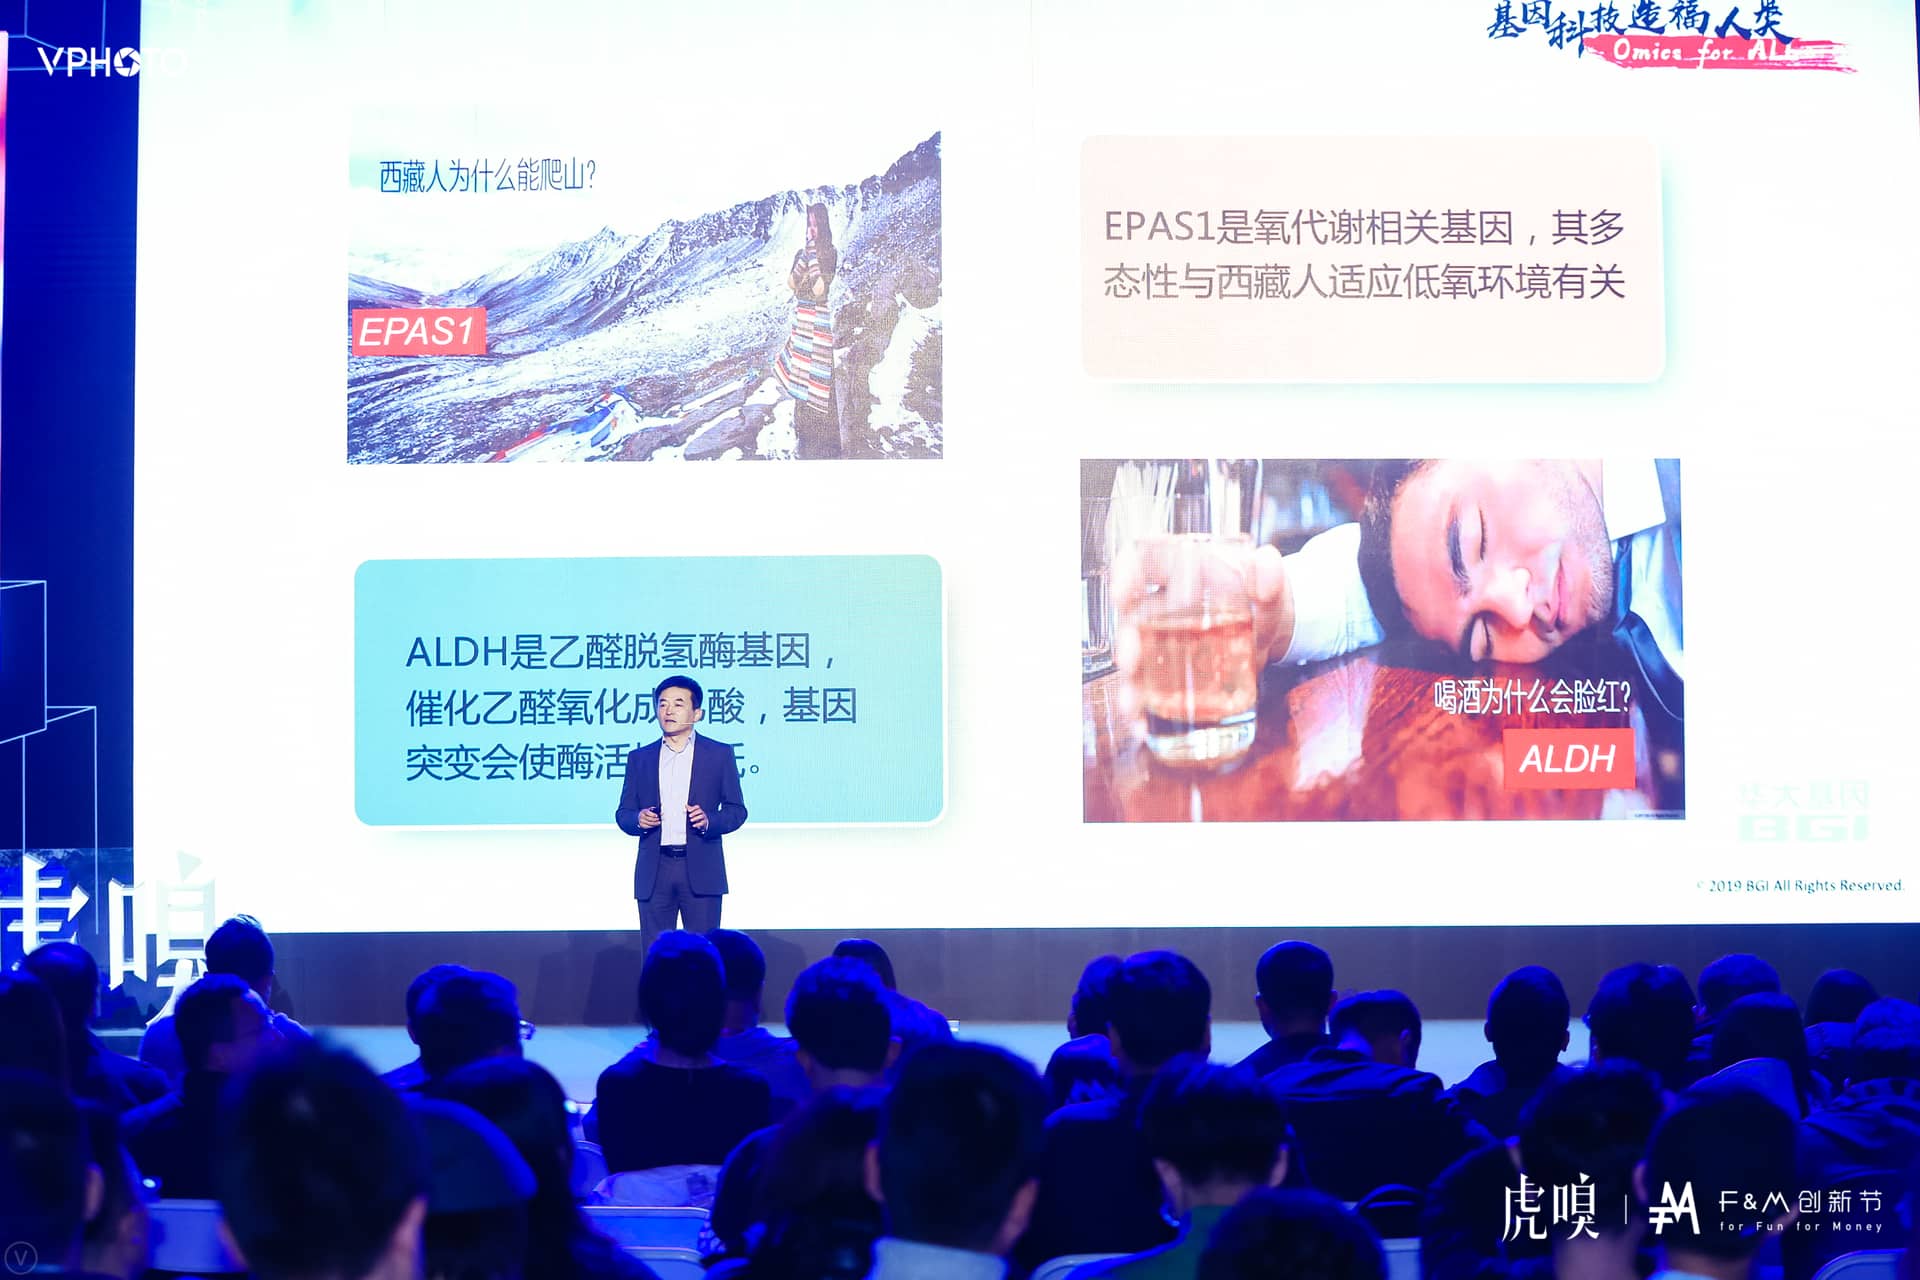 VPHOTO
基因科技造福人类
Omics for ALL
西藏人为什么能爬山?
EPAS1
EPAS1是氧代谢相关基因，其多
态性与西藏人适应低氧环境有关
ALDH是乙醛脱氢酶基因，
催化乙醛氧化成 酸，基因
突变会使酶活 。
喝酒为什么会脸红?
ALDH
华大基因
BGI
© 2019 BGI All Rights Reserved.
虎嗅
虎嗅
F&M创新节
for Fun for Money
V